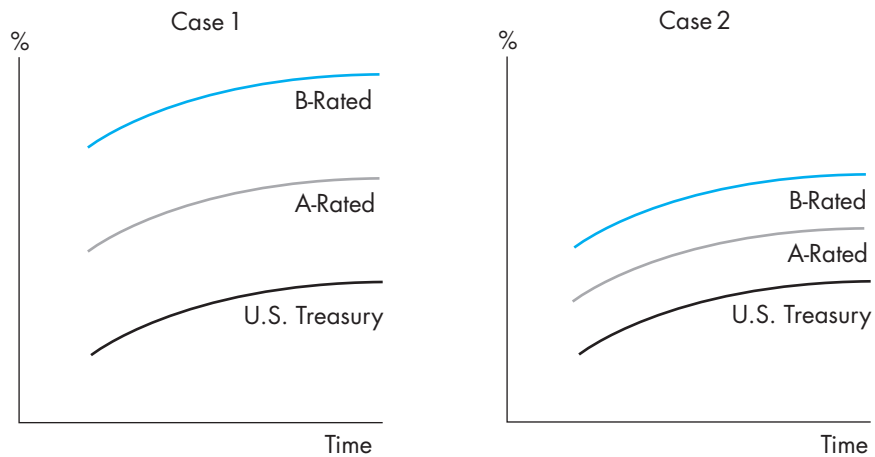 Case 1
%
B-Rated
A-Rated
U.S. Treasury
Time
Case 2
%
B-Rated
A-Rated
U.S. Treasury
Time